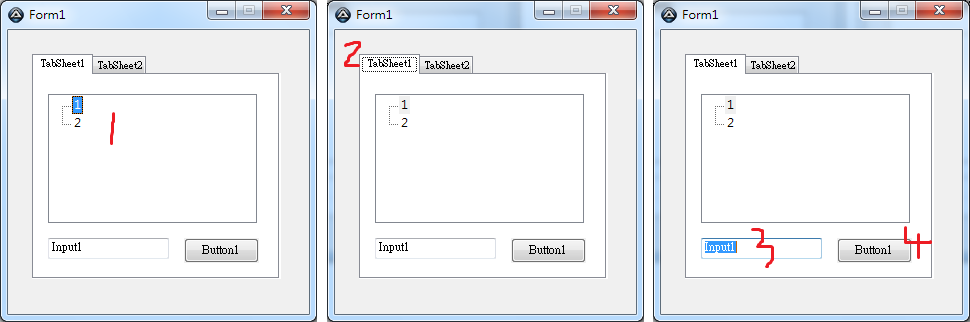 Form1
TabSheet1 TabSheet2
1
2
1
Input1 Button1
Form1
2
TabSheet1 TabSheet2
1
2
Input1 Button1
Form1
TabSheet1 TabSheet2
1
2
Input1 3 Button1 4